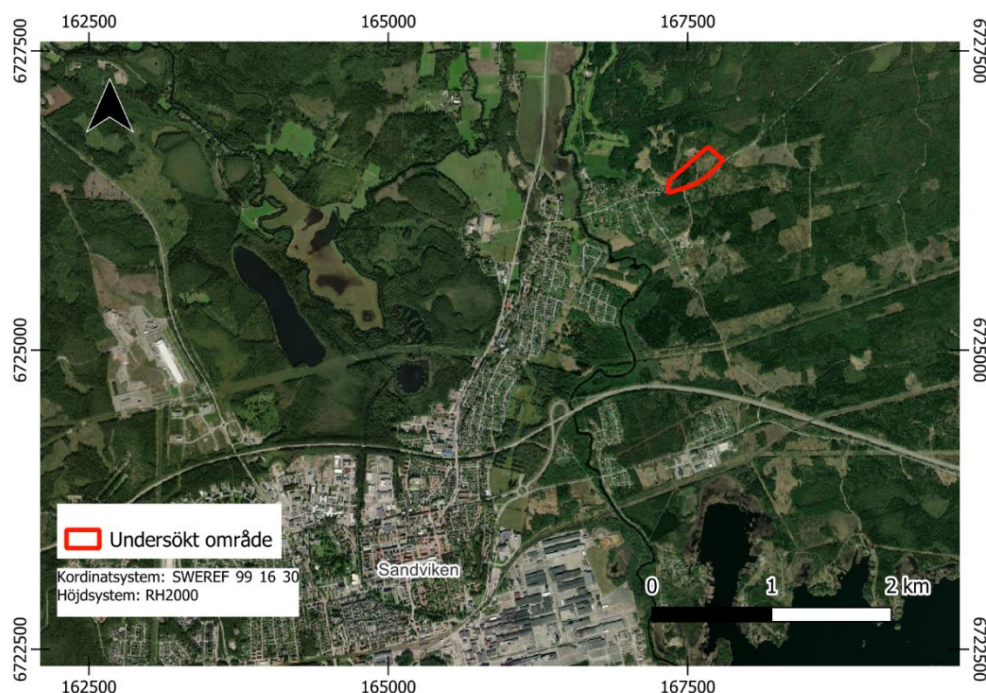 162500 165000 167500
6727500 6727500
6725000 6725000
Undersökt område
Kordinatsystem: SWEREF 99 16 30
Höjdsystem: RH2000
Sandviken
0 1 2 km
6722500 6722500
162500 165000 167500